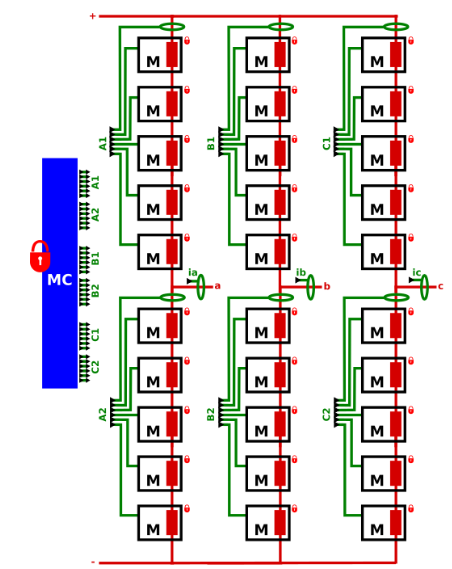 +
M M M
M M M
A1 B1 C1
M M M
A1
M M M
A2
B1
M M M
MC
ia ib ic
a b c
B2
M M M
C1
C2
M M M
A2 B2 C2
M M M
M M M
M M M
-